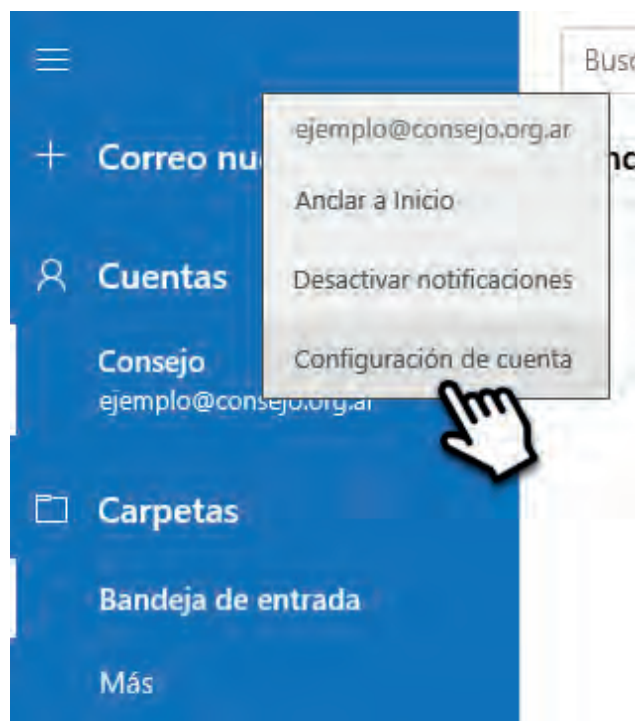 Busc
ejemplo@consejo.org.ar
Correo nu
Anclar a Inicio
Cuentas
Desactivar notificaciones
Consejo
Configuración de cuenta
ejemplo@consejo.org.ar
Carpetas
Bandeja de entrada
Más